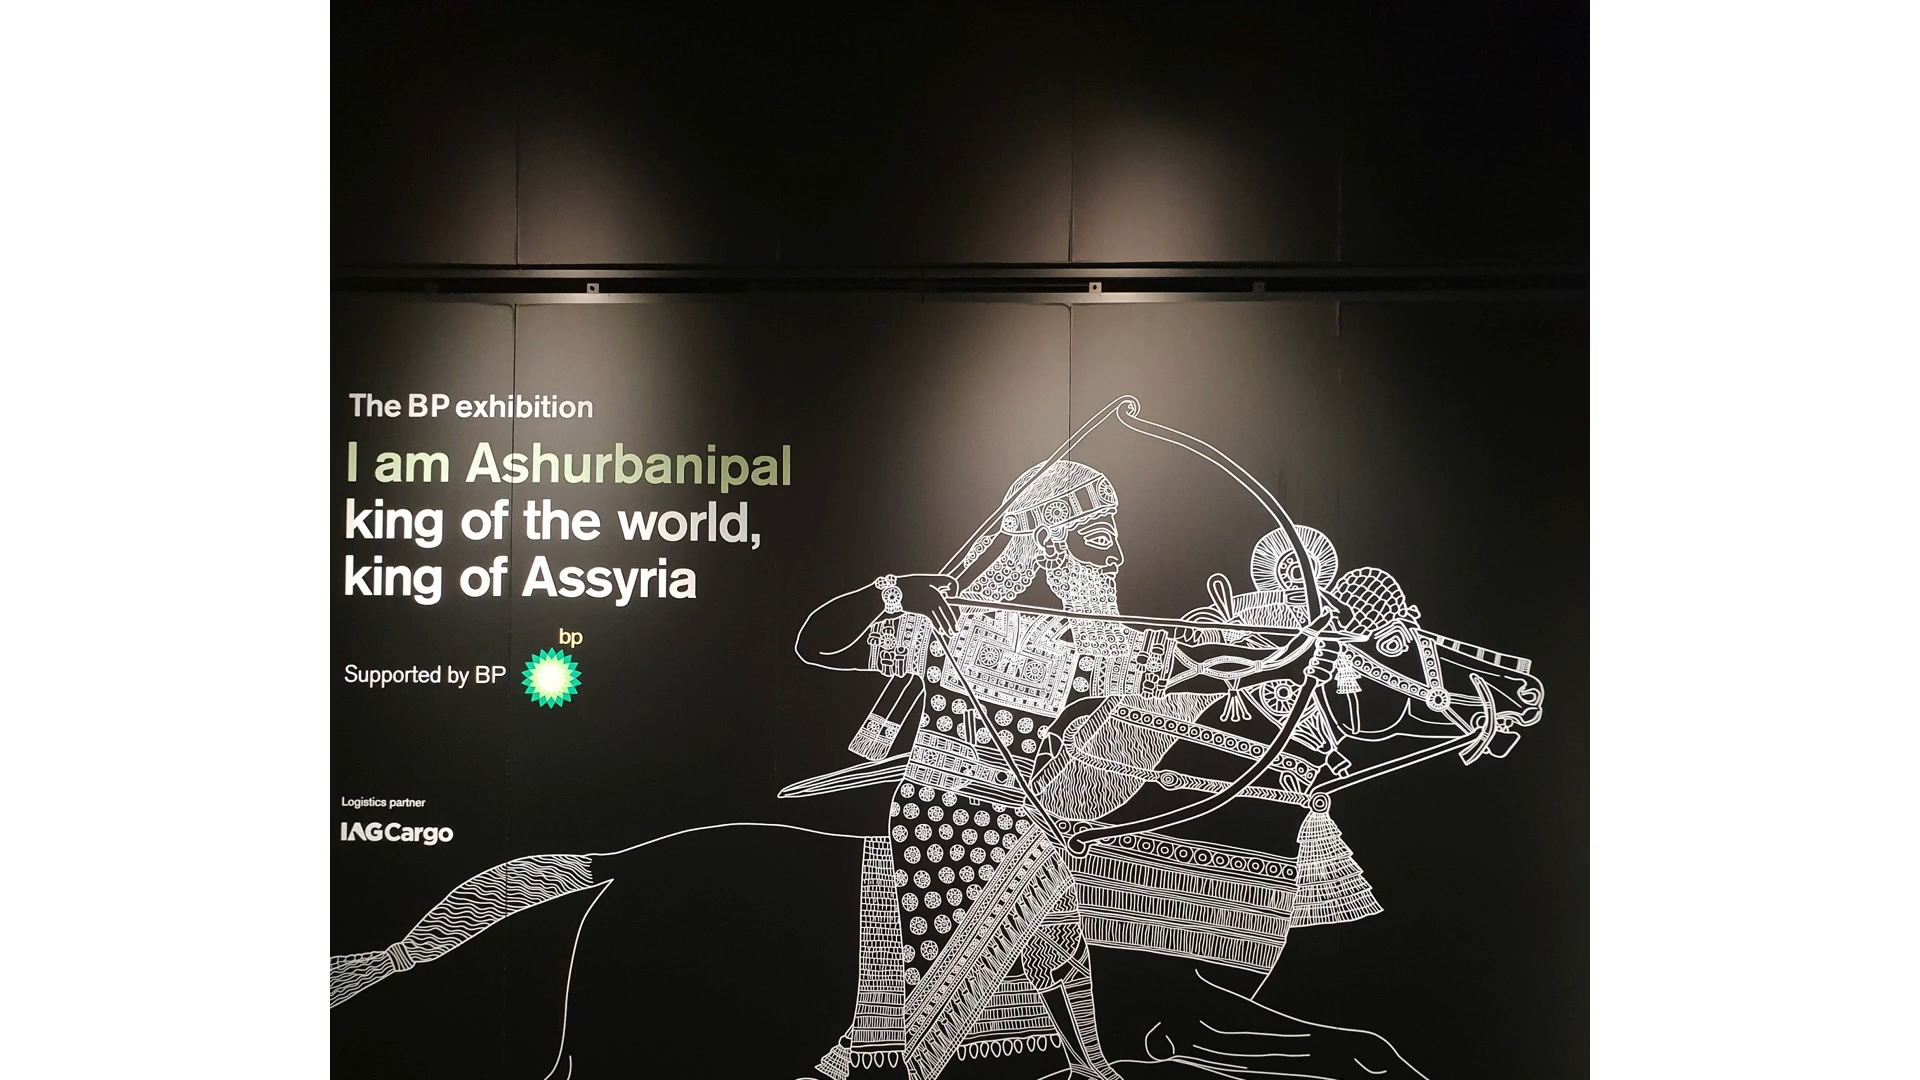 The BP exhibition
I am Ashurbanipal
king of the world,
king of Assyria
bp
Supported by BP
Logistics partner
IAGCargo